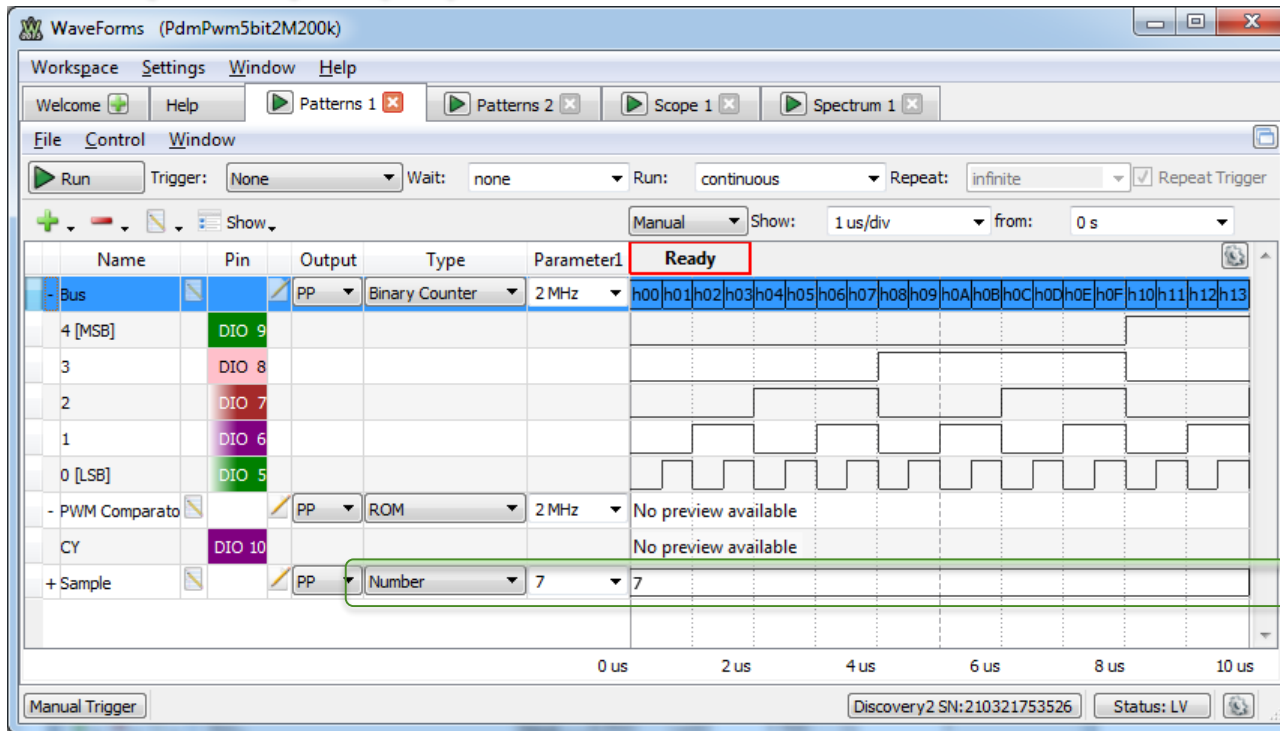 WaveForms (PdmPwm5bit2M200k)
Workspace Settings Window Help
Welcome Help Patterns 1 Patterns 2 Scope 1 Spectrum 1
File Control Window
Run Trigger: None Wait: none Run: continuous Repeat: infinite Repeat Trigger
Show Manual Show: 1 us/div from: 0 s
Name Pin Output Type Parameter1 Ready
- Bus PP Binary Counter 2 MHz h00 h01 h02 h03 h04 h05 h06 h07 h08 h09 h0A h0B h0C h0D h0E h0F h10 h11 h12 h13
4 [MSB] DIO 9
3 DIO 8
2 DIO 7
1 DIO 6
0 [LSB] DIO 5
- PWM Comparato PP ROM 2 MHz No preview available
CY DIO 10 No preview available
+ Sample PP Number 7 7
0 us 2 us 4 us 6 us 8 us 10 us
Manual Trigger Discovery2 SN:210321753526 Status: LV